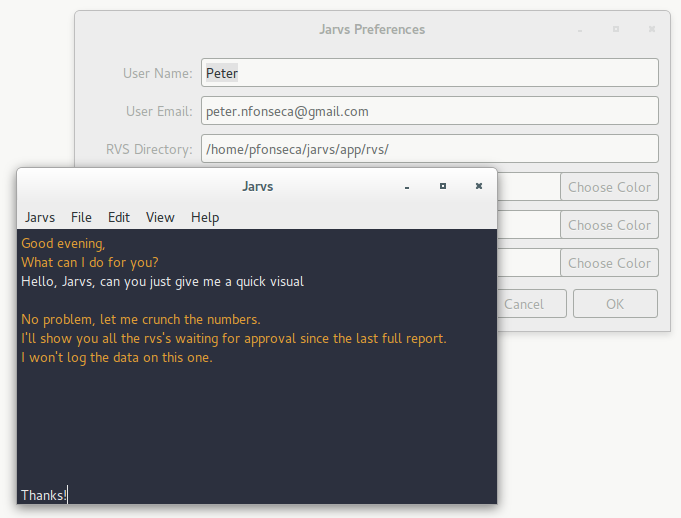 Jarvs Preferences
User Name: Peter
User Email: peter.nfonseca@gmail.com
RVS Directory: /home/pfonseca/jarvs/app/rvs/
Choose Color
Choose Color
Choose Color
Cancel OK
Jarvs
Jarvs File Edit View Help
Good evening,
What can I do for you?
Hello, Jarvs, can you just give me a quick visual
No problem, let me crunch the numbers.
I'll show you all the rvs's waiting for approval since the last full report.
I won't log the data on this one.
Thanks!